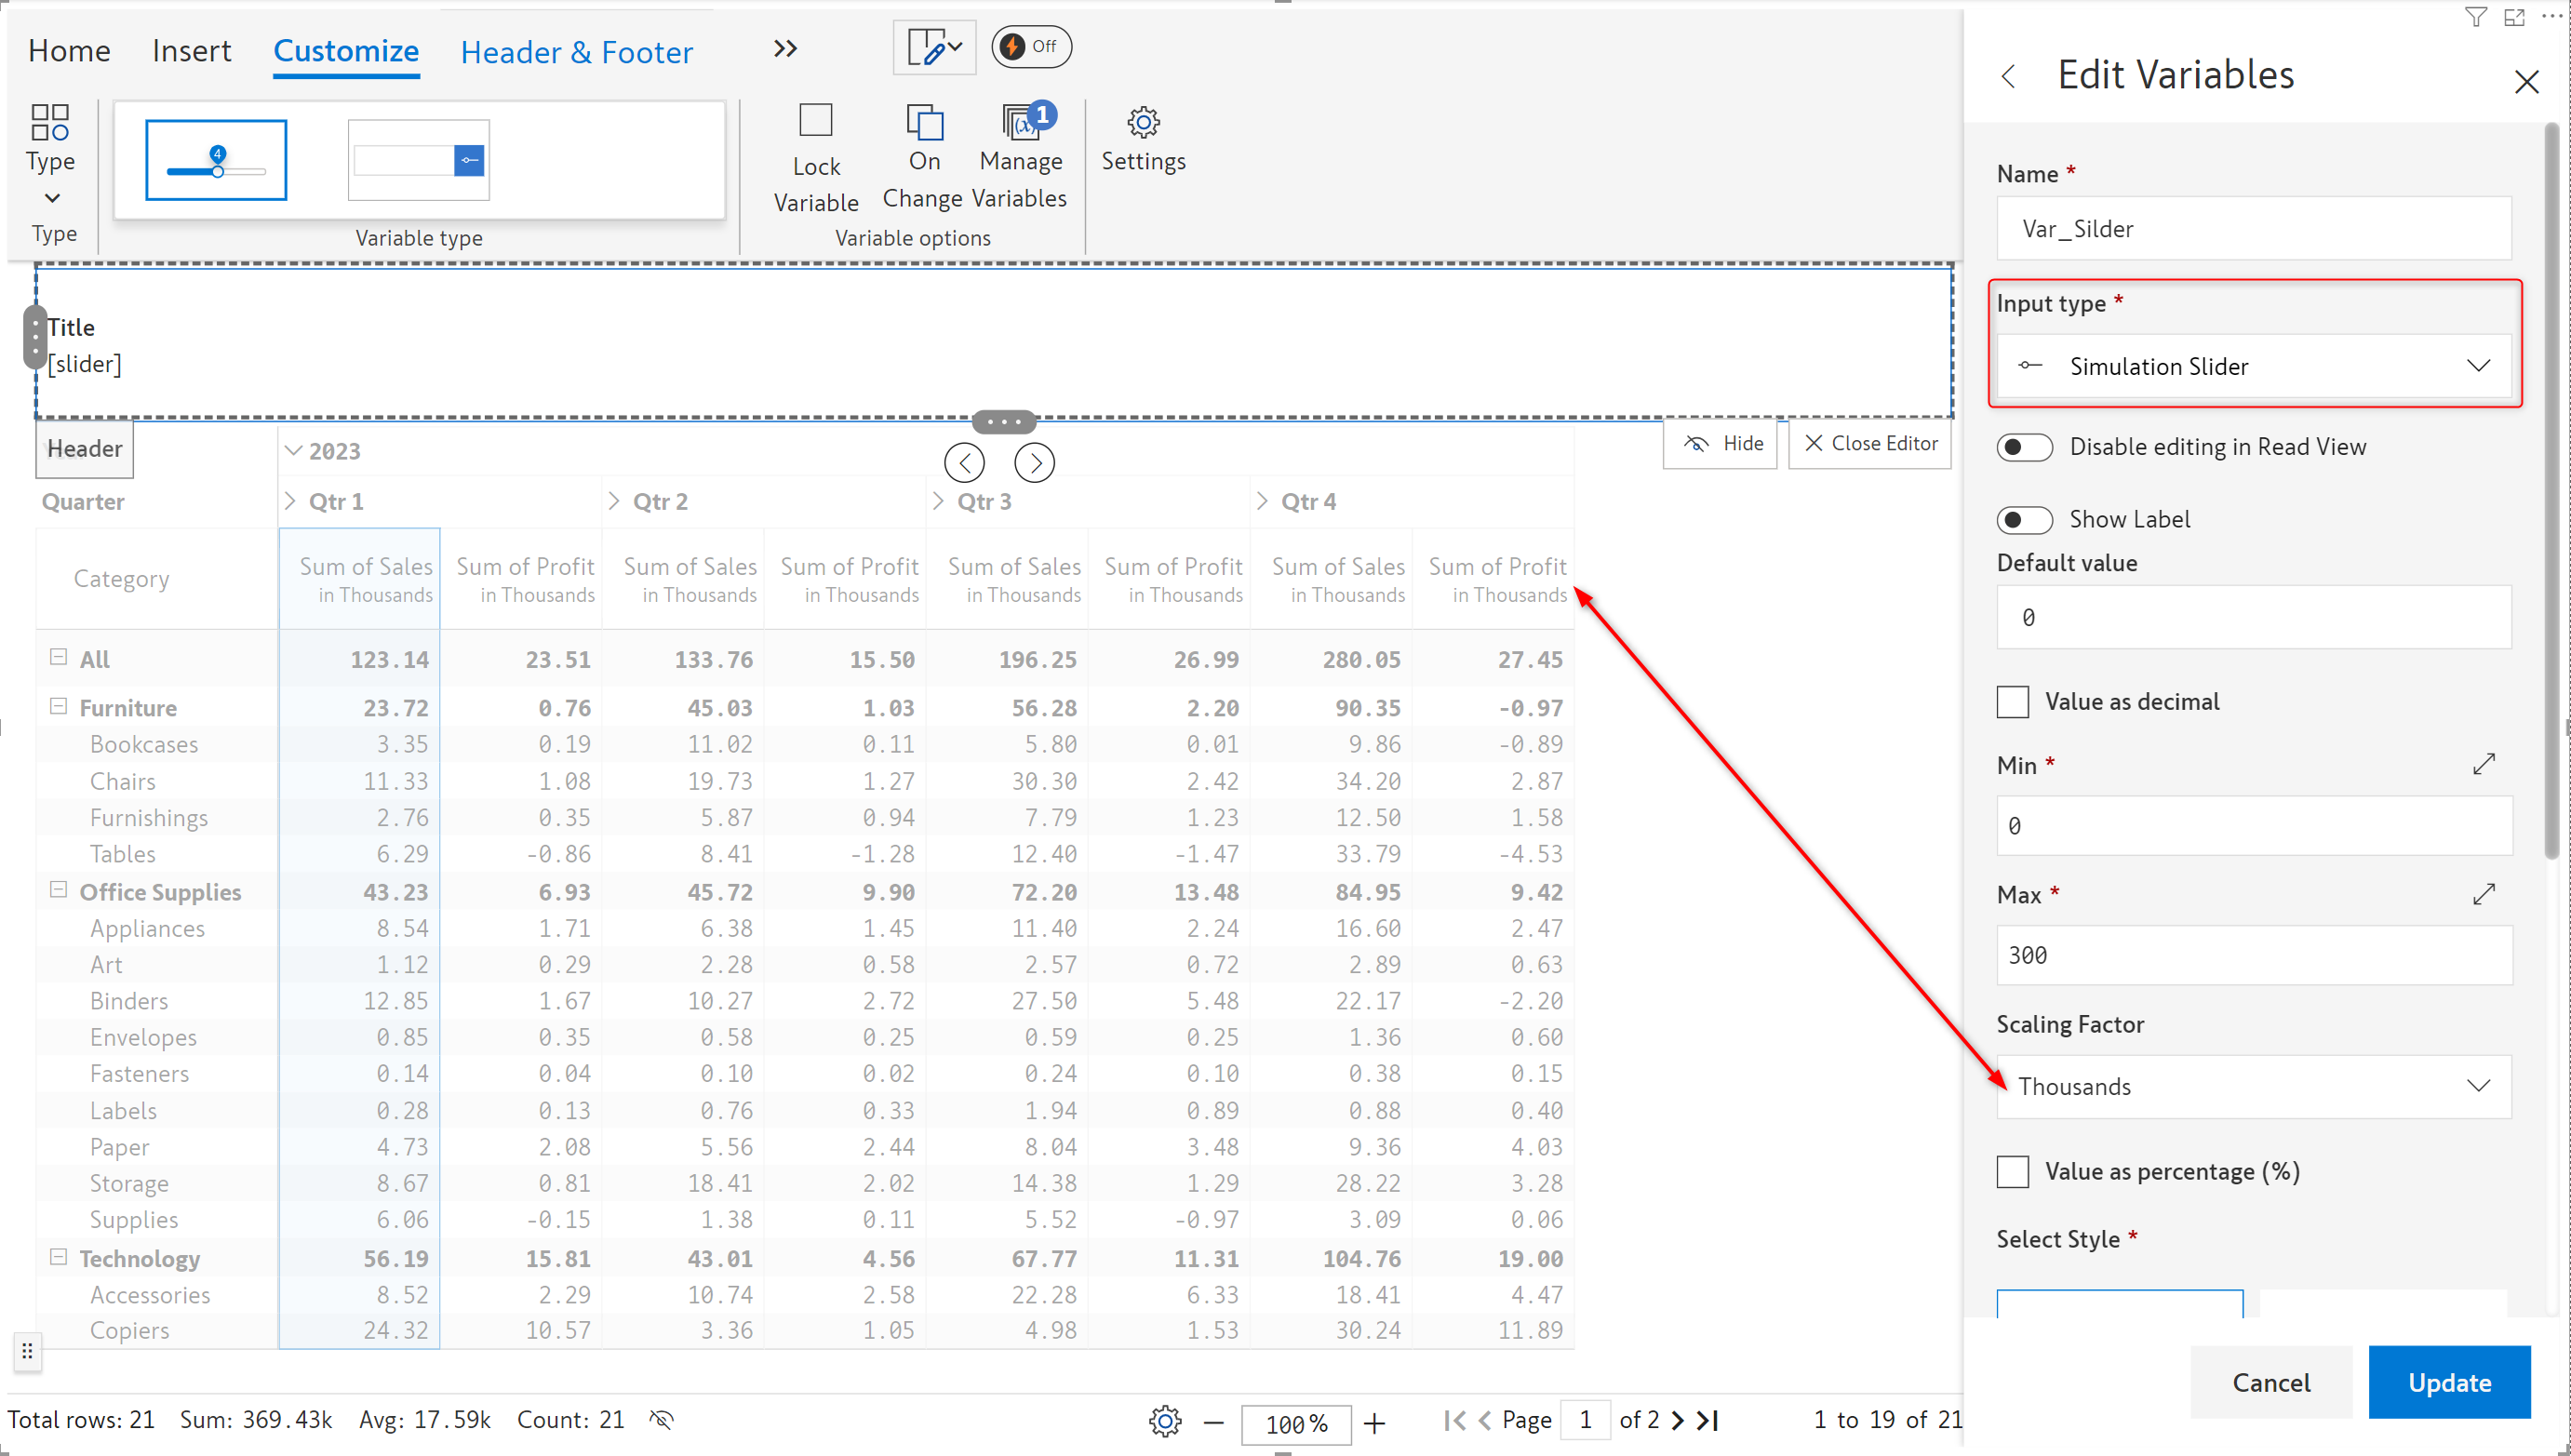 Home Insert Customize Header & Footer Off
Type
Type
4
Variable type
Lock
Variable
On
Change
(x) 1
Manage
Variables
Variable options
Settings
Title
[slider]
Header
Hide Close Editor
2023
Quarter Qtr 1 Qtr 2 Qtr 3 Qtr 4
Category Sum of Sales Sum of Profit Sum of Sales Sum of Profit Sum of Sales Sum of Profit Sum of Sales Sum of Profit
in Thousands in Thousands in Thousands in Thousands in Thousands in Thousands in Thousands in Thousands
All 123.14 23.51 133.76 15.50 196.25 26.99 280.05 27.45
Furniture 23.72 0.76 45.03 1.03 56.28 2.20 90.35 -0.97
Bookcases 3.35 0.19 11.02 0.11 5.80 0.01 9.86 -0.89
Chairs 11.33 1.08 19.73 1.27 30.30 2.42 34.20 2.87
Furnishings 2.76 0.35 5.87 0.94 7.79 1.23 12.50 1.58
Tables 6.29 -0.86 8.41 -1.28 12.40 -1.47 33.79 -4.53
Office Supplies 43.23 6.93 45.72 9.90 72.20 13.48 84.95 9.42
Appliances 8.54 1.71 6.38 1.45 11.40 2.24 16.60 2.47
Art 1.12 0.29 2.28 0.58 2.57 0.72 2.89 0.63
Binders 12.85 1.67 10.27 2.72 27.50 5.48 22.17 -2.20
Envelopes 0.85 0.35 0.58 0.25 0.59 0.25 1.36 0.60
Fasteners 0.14 0.04 0.10 0.02 0.24 0.10 0.38 0.15
Labels 0.28 0.13 0.76 0.33 1.94 0.89 0.88 0.40
Paper 4.73 2.08 5.56 2.44 8.04 3.48 9.36 4.03
Storage 8.67 0.81 18.41 2.02 14.38 1.29 28.22 3.28
Supplies 6.06 -0.15 1.38 0.11 5.52 -0.97 3.09 0.06
Technology 56.19 15.81 43.01 4.56 67.77 11.31 104.76 19.00
Accessories 8.52 2.29 10.74 2.58 22.28 6.33 18.41 4.47
Copiers 24.32 10.57 3.36 1.05 4.98 1.53 30.24 11.89
Total rows: 21 Sum: 369.43k Avg: 17.59k Count: 21 100% Page 1 of 2 1 to 19 of 21
Edit Variables
Name *
Var_Silder
Input type *
Simulation Slider
Disable editing in Read View
Show Label
Default value
0
Value as decimal
Min *
0
Max *
300
Scaling Factor
Thousands
Value as percentage (%)
Select Style *
Cancel Update